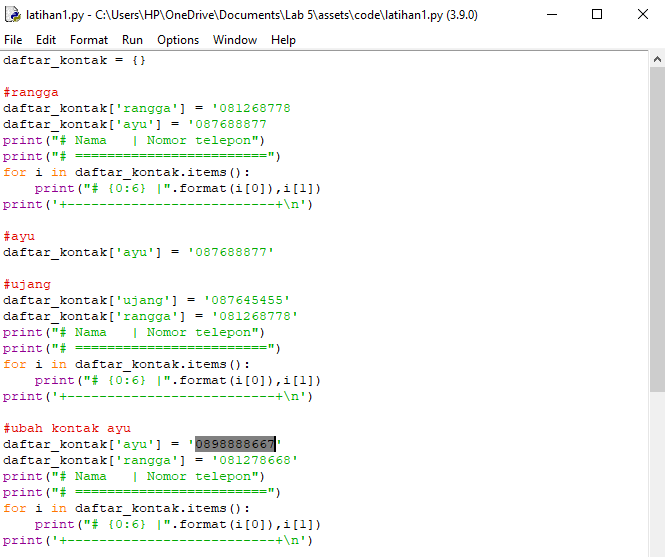 latihan1.py - C:\Users\HP\OneDrive\Documents\Lab 5\assets\code\latihan1.py (3.9.0)
File Edit Format Run Options Window Help
daftar_kontak = {}

#rangga
daftar_kontak['rangga'] = '081268778
daftar_kontak['ayu'] = '087688877
print("# Nama   | Nomor telepon")
print("# ========================")
for i in daftar_kontak.items():
    print("# {0:6} |".format(i[0]),i[1])
print('+--------------------------+\n')

#ayu
daftar_kontak['ayu'] = '087688877'

#ujang
daftar_kontak['ujang'] = '087645455'
daftar_kontak['rangga'] = '081268778'
print("# Nama   | Nomor telepon")
print("# ========================")
for i in daftar_kontak.items():
    print("# {0:6} |".format(i[0]),i[1])
print('+--------------------------+\n')

#ubah kontak ayu
daftar_kontak['ayu'] = '0898888667'
daftar_kontak['rangga'] = '081278668'
print("# Nama   | Nomor telepon")
print("# ========================")
for i in daftar_kontak.items():
    print("# {0:6} |".format(i[0]),i[1])
print('+--------------------------+\n')